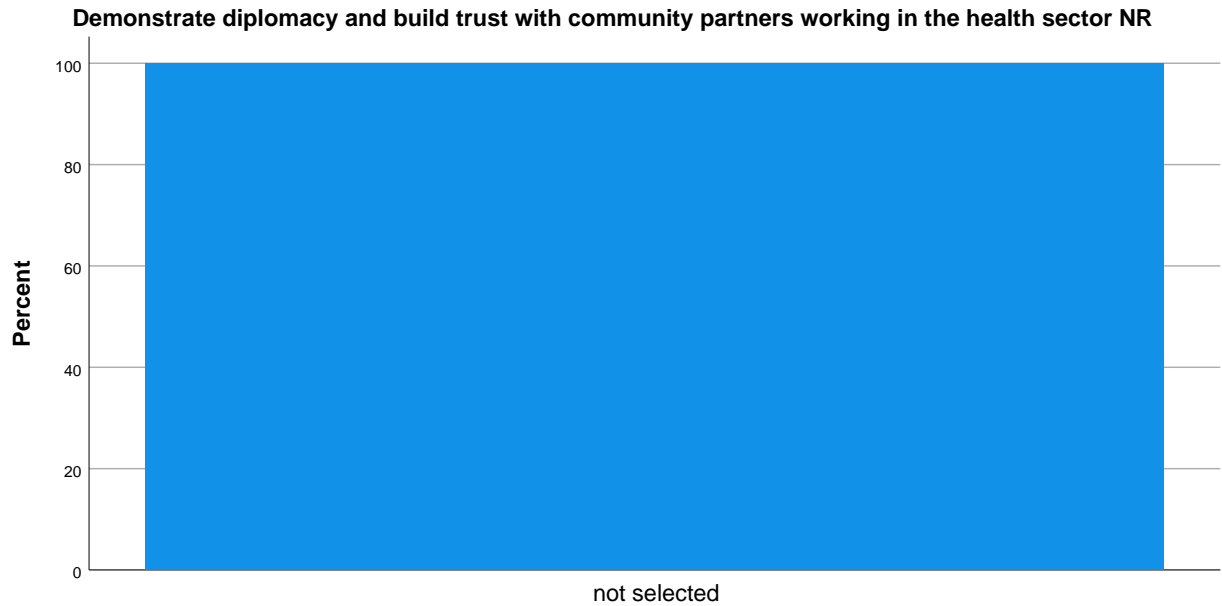 Demonstrate diplomacy and build trust with community partners working in the health sector NR
100
80
60
40
20
0
Percent
not selected